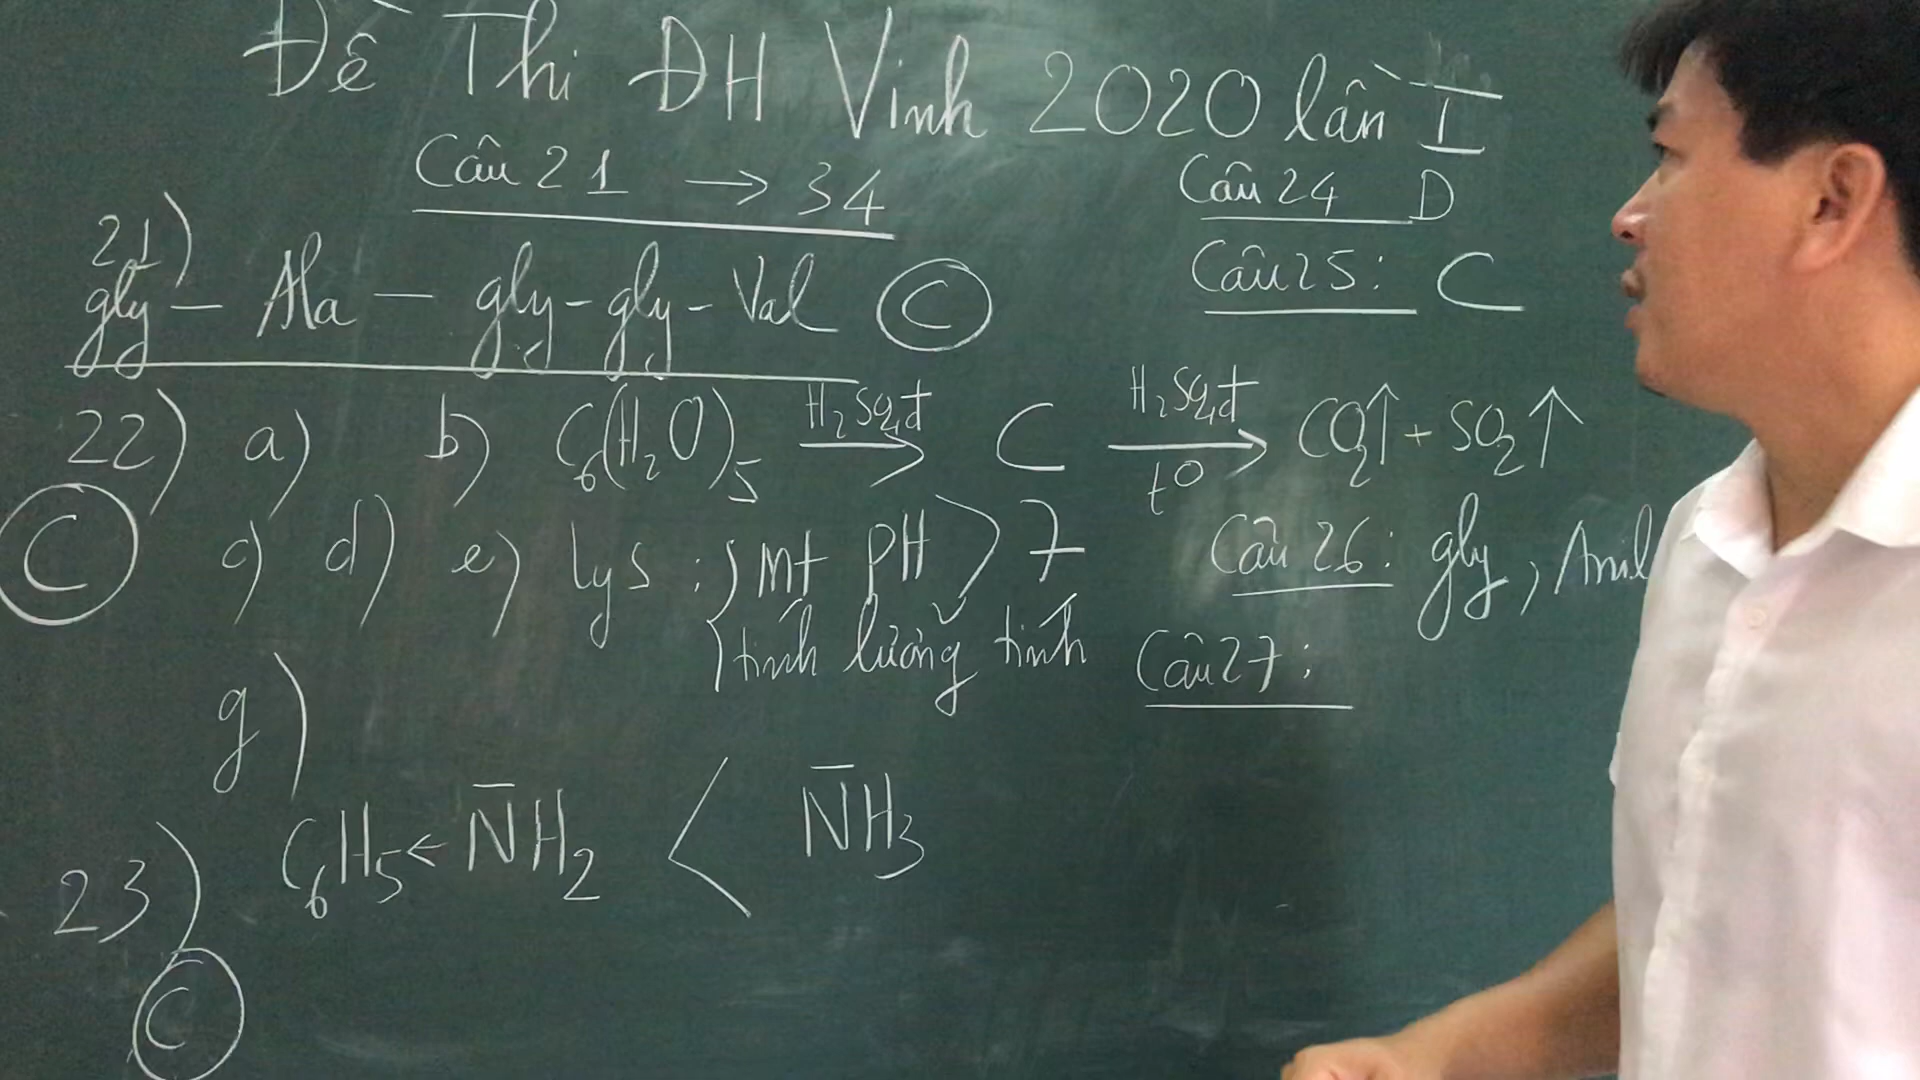 Đề Thi ĐH Vinh 2020 lần I
Câu 21 → 34
21)
gly - Ala - gly - gly - Val C
22) a) b) C6(H2O)5 H2SO4đ → C H2SO4đ → t° CO2↑ + SO2↑
C c) d) e) lys : { mt pH > 7
tính lưỡng tính
g)
23) C6H5 < N̄H2 < N̄H3
C
Câu 24 D
Câu 25: C
Câu 26: gly, Anil
Câu 27: